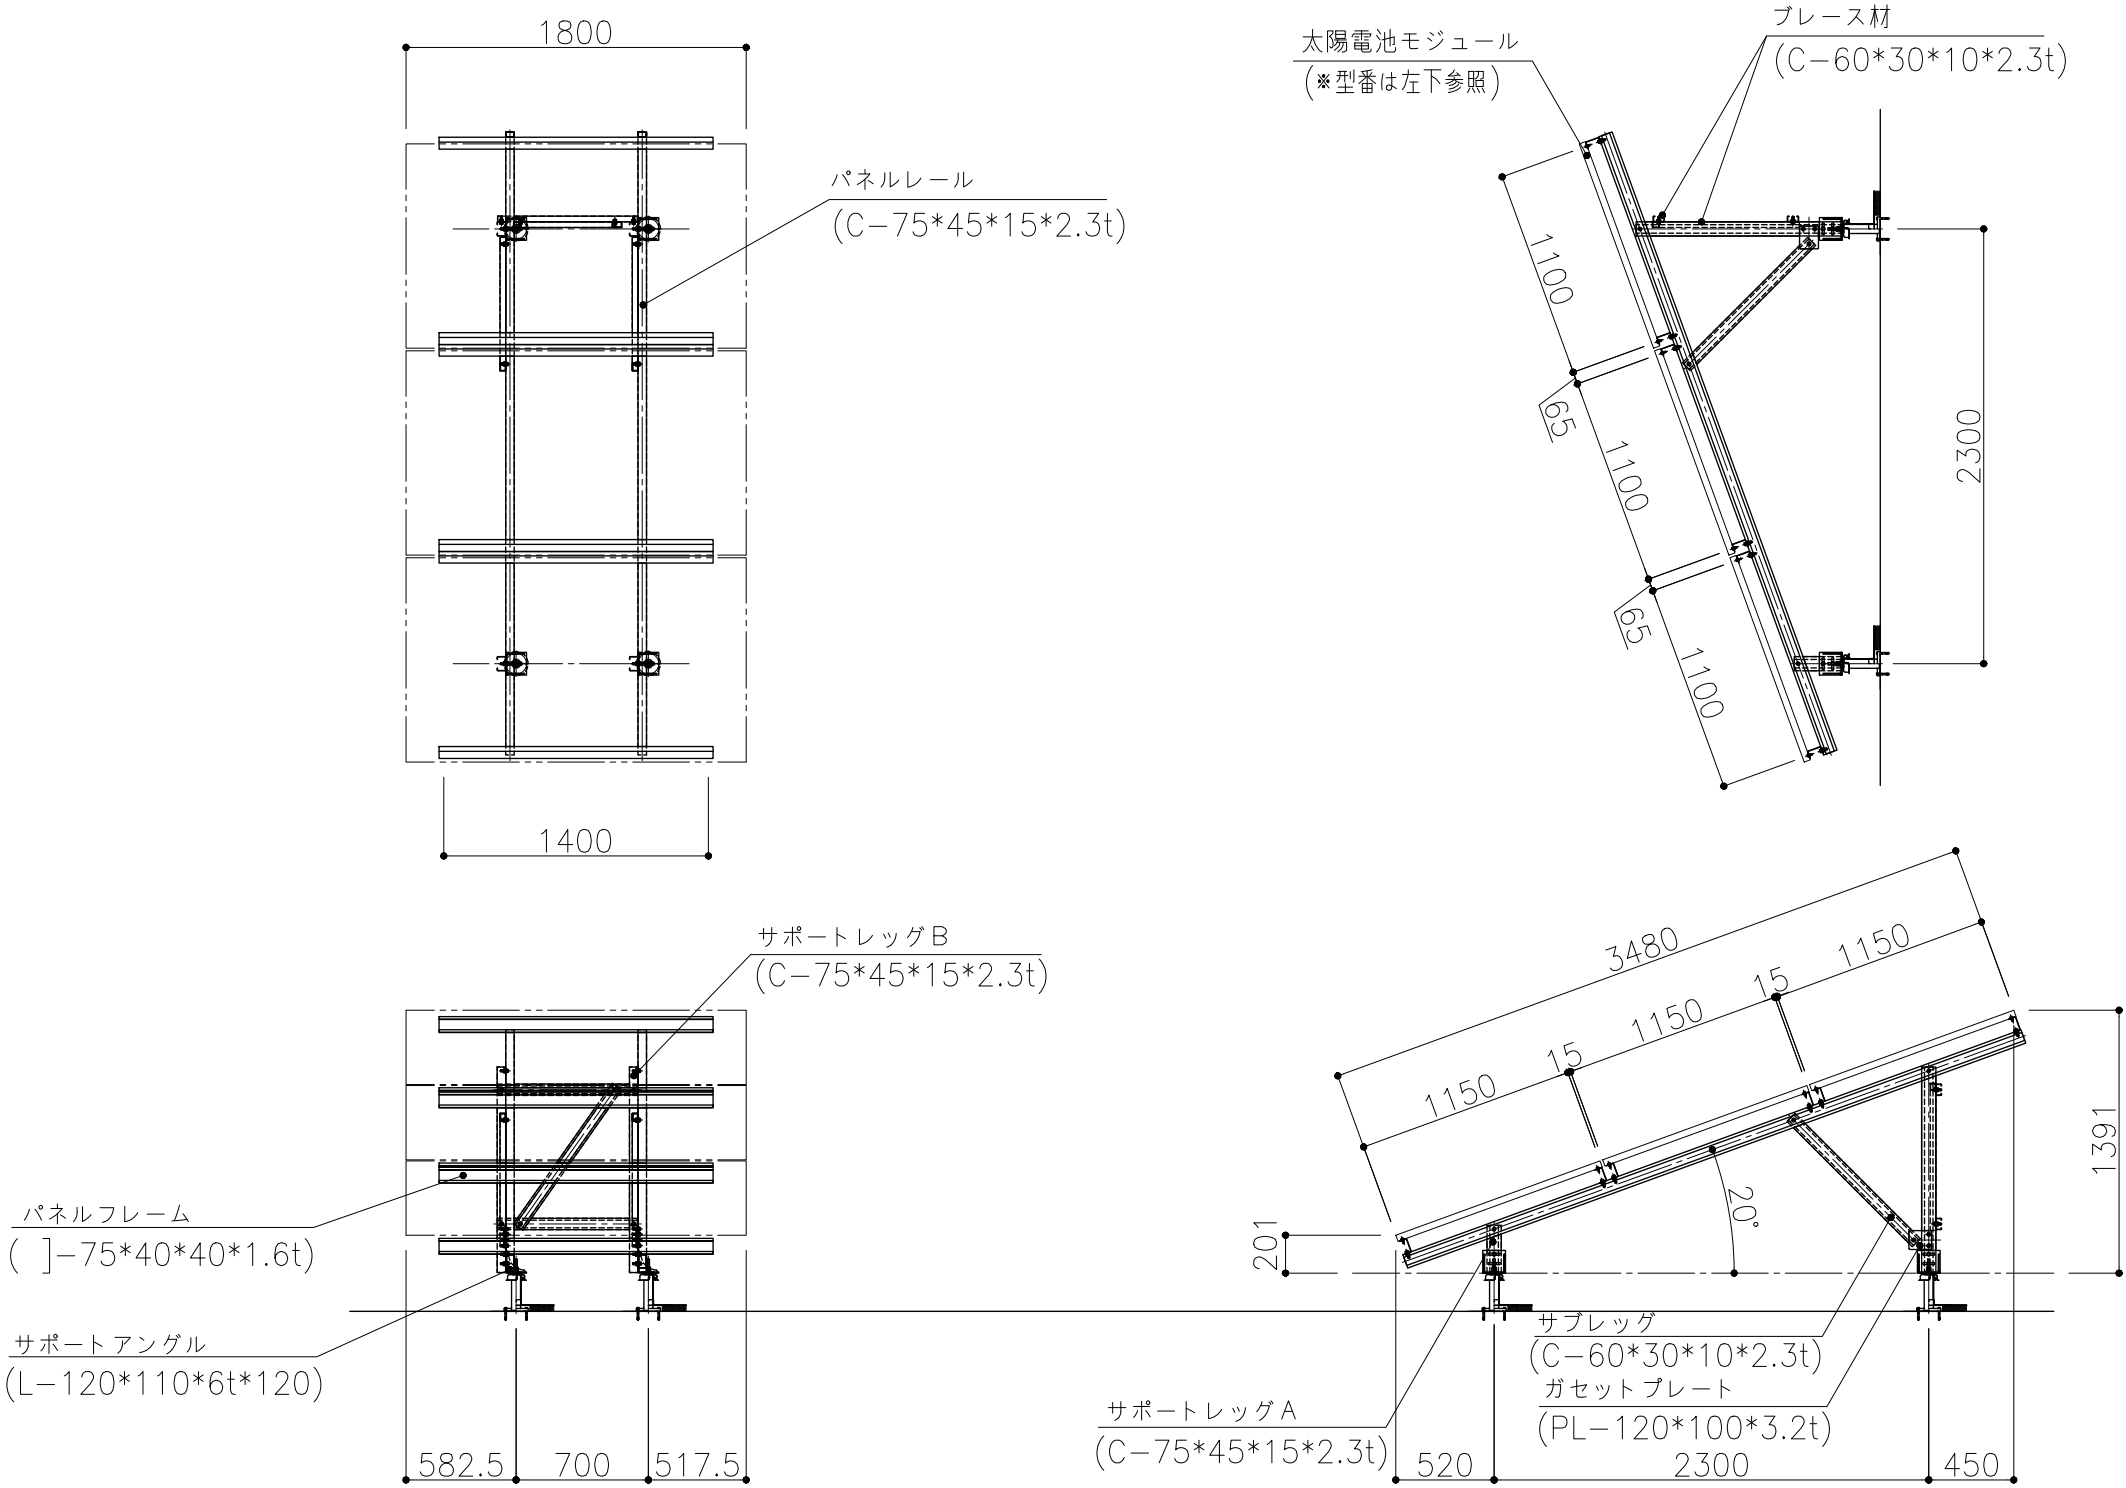 1800
パネルレール
(C-75*45*15*2.3t)
1400
太陽電池モジュール
(※型番は左下参照)
ブレース材
(C-60*30*10*2.3t)
1100
65
1100
65
1100
2300
サポートレッグB
(C-75*45*15*2.3t)
パネルフレーム
( ]-75*40*40*1.6t)
サポートアングル
(L-120*110*6t*120)
582.5
700
517.5
3480
1150
15
1150
15
1150
1391
201
20°
サブレッグ
(C-60*30*10*2.3t)
ガセットプレート
(PL-120*100*3.2t)
サポートレッグA
(C-75*45*15*2.3t)
520
2300
450